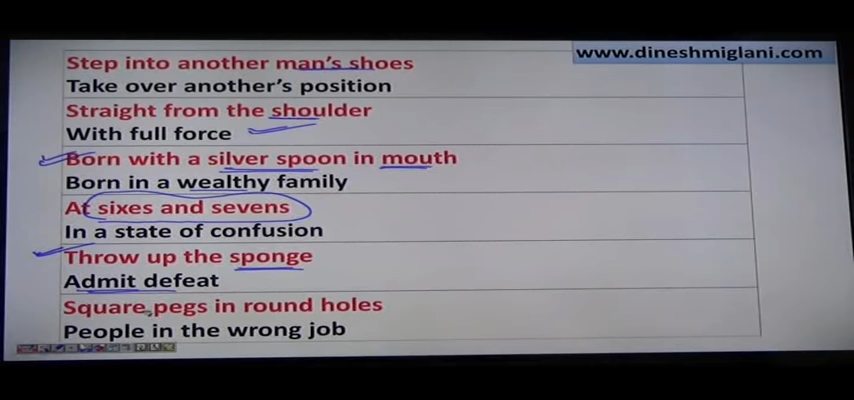 www.dineshmiglani.com
Step into another man's shoes
Take over another's position
Straight from the shoulder
With full force
Born with a silver spoon in mouth
Born in a wealthy family
At sixes and sevens
In a state of confusion
Throw up the sponge
Admit defeat
Square pegs in round holes
People in the wrong job